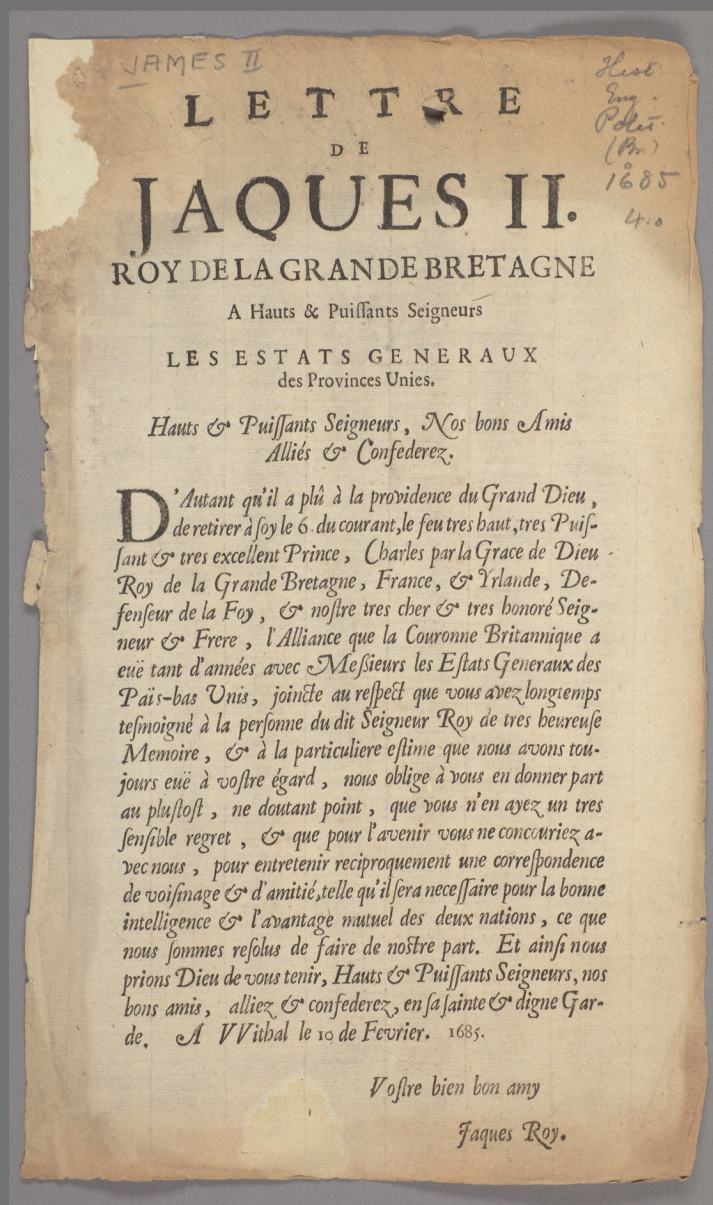 JAMES II
Hist
Eng.
Polit.
(Br)
1685
4:0
LETTRE
DE
JAQUES II.
ROY DE LA GRANDE BRETAGNE
A Hauts & Puiſſants Seigneurs
LES ESTATS GENERAUX
des Provinces Unies.
Hauts & Puiſſants Seigneurs, Nos bons Amis
Alliés & Confederez.
D'Autant qu'il a plû à la providence du Grand Dieu,
de retirer à ſoy le 6. du courant, le feu tres haut, tres Puiſ-
ſant & tres excellent Prince, Charles par la Grace de Dieu
Roy de la Grande Bretagne, France, & Yrlande, De-
fenſeur de la Foy, & noſtre tres cher & tres honoré Seig-
neur & Frere, l'Alliance que la Couronne Britannique a
euë tant d'années avec Meſſieurs les Eſtats Generaux des
Païs-bas Unis, joincte au reſpect que vous avez longtemps
teſmoigné à la perſonne du dit Seigneur Roy de tres heureuſe
Memoire, & à la particuliere eſtime que nous avons tou-
jours euë à voſtre égard, nous oblige à vous en donner part
au pluſtoſt, ne doutant point, que vous n'en ayez un tres
ſenſible regret, & que pour l'avenir vous ne concouriez a-
vec nous, pour entretenir reciproquement une correſpondence
de voiſinage & d'amitié, telle qu'il ſera neceſſaire pour la bonne
intelligence & l'avantage mutuel des deux nations, ce que
nous ſommes reſolus de faire de noſtre part. Et ainſi nous
prions Dieu de vous tenir, Hauts & Puiſſants Seigneurs, nos
bons amis, alliez & confederez, en ſa ſainte & digne Gar-
de. A VVithal le 10 de Fevrier. 1685.
Voſtre bien bon amy
Jaques Roy.